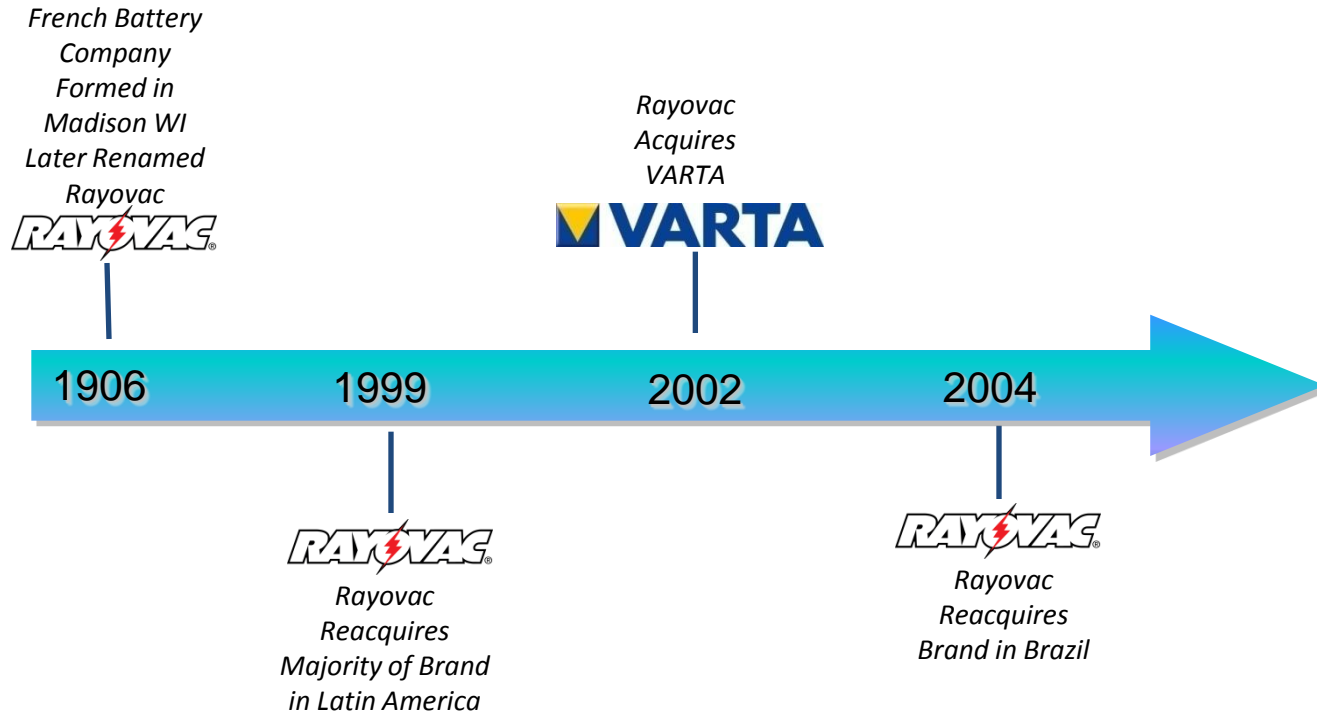 French Battery
Company
Formed in
Madison WI
Later Renamed
Rayovac
RAYOVAC®
Rayovac
Acquires
VARTA
VARTA
1906
1999
2002
2004
RAYOVAC®
Rayovac
Reacquires
Majority of Brand
in Latin America
RAYOVAC®
Rayovac
Reacquires
Brand in Brazil